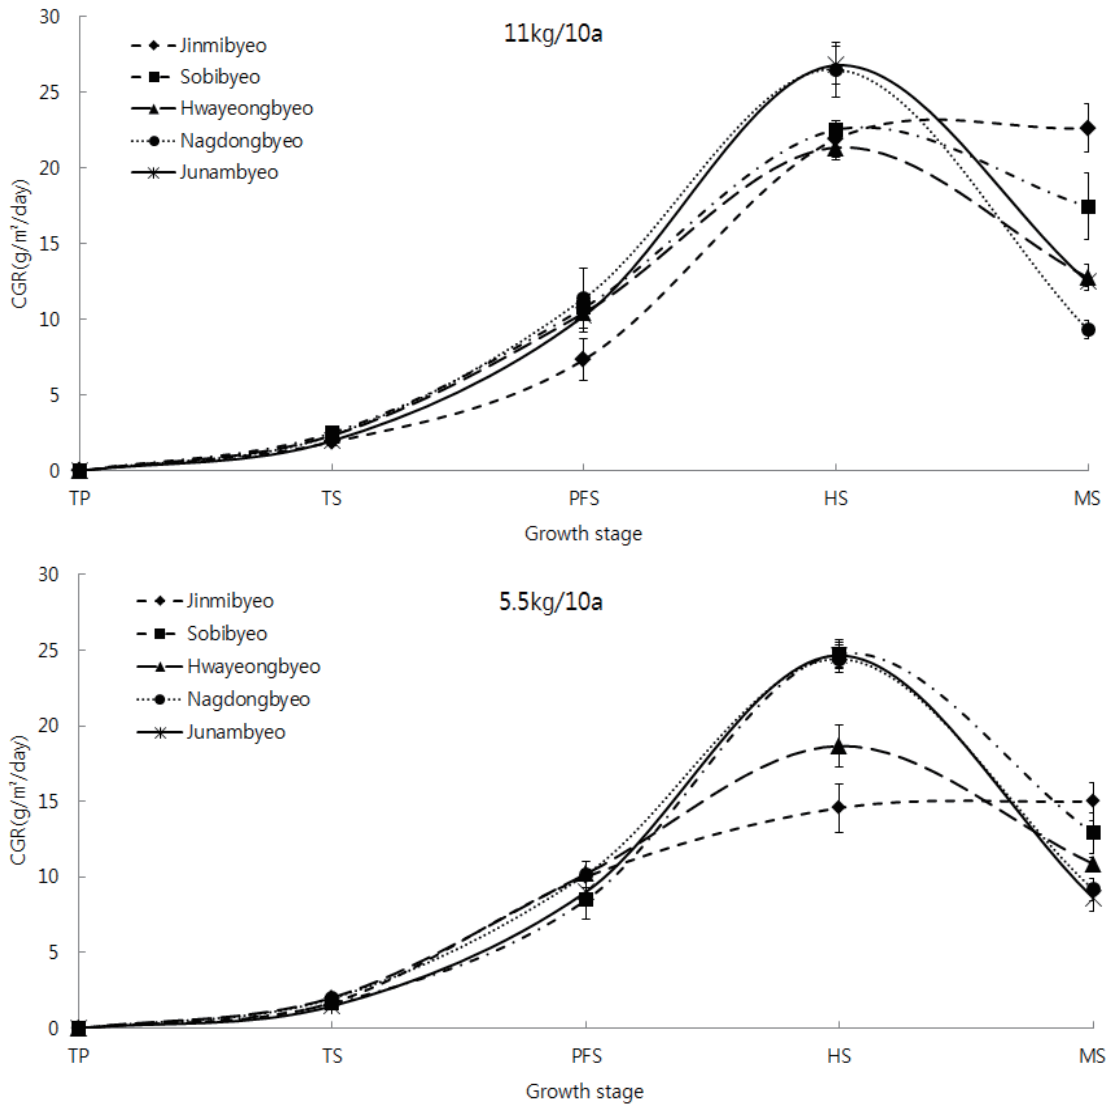 11kg/10a
Jinmibyeo
Sobibyeo
Hwayeongbyeo
Nagdongbyeo
Junambyeo
CGR(g/㎡/day)
30
25
20
15
10
5
0
TP TS PFS HS MS
Growth stage
5.5kg/10a
Jinmibyeo
Sobibyeo
Hwayeongbyeo
Nagdongbyeo
Junambyeo
CGR(g/㎡/day)
30
25
20
15
10
5
0
TP TS PFS HS MS
Growth stage